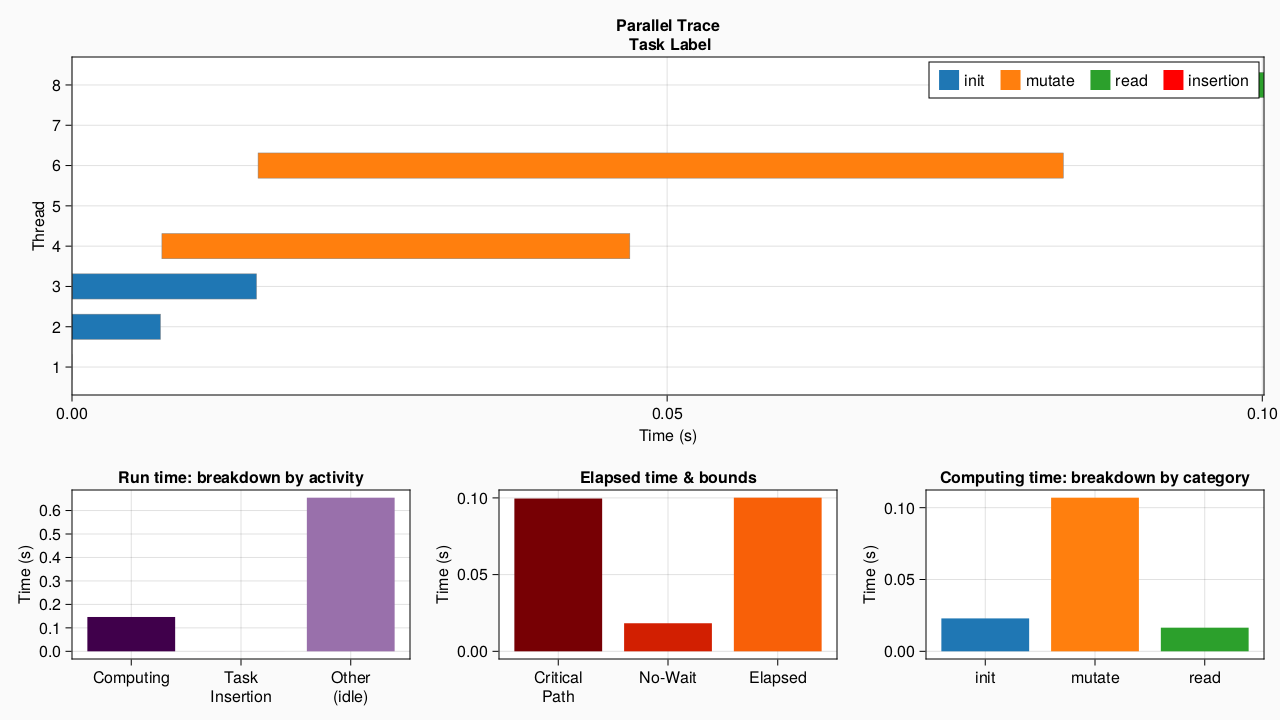 Parallel Trace
Task Label
init mutate read insertion
8
7
6
5
4
3
2
1
Thread
0.00 0.05 0.10
Time (s)
Run time: breakdown by activity
0.6
0.5
0.4
0.3
0.2
0.1
0.0
Time (s)
Computing Task Insertion Other (idle)
Elapsed time & bounds
0.10
0.05
0.00
Time (s)
Critical Path No-Wait Elapsed
Computing time: breakdown by category
0.10
0.05
0.00
Time (s)
init mutate read